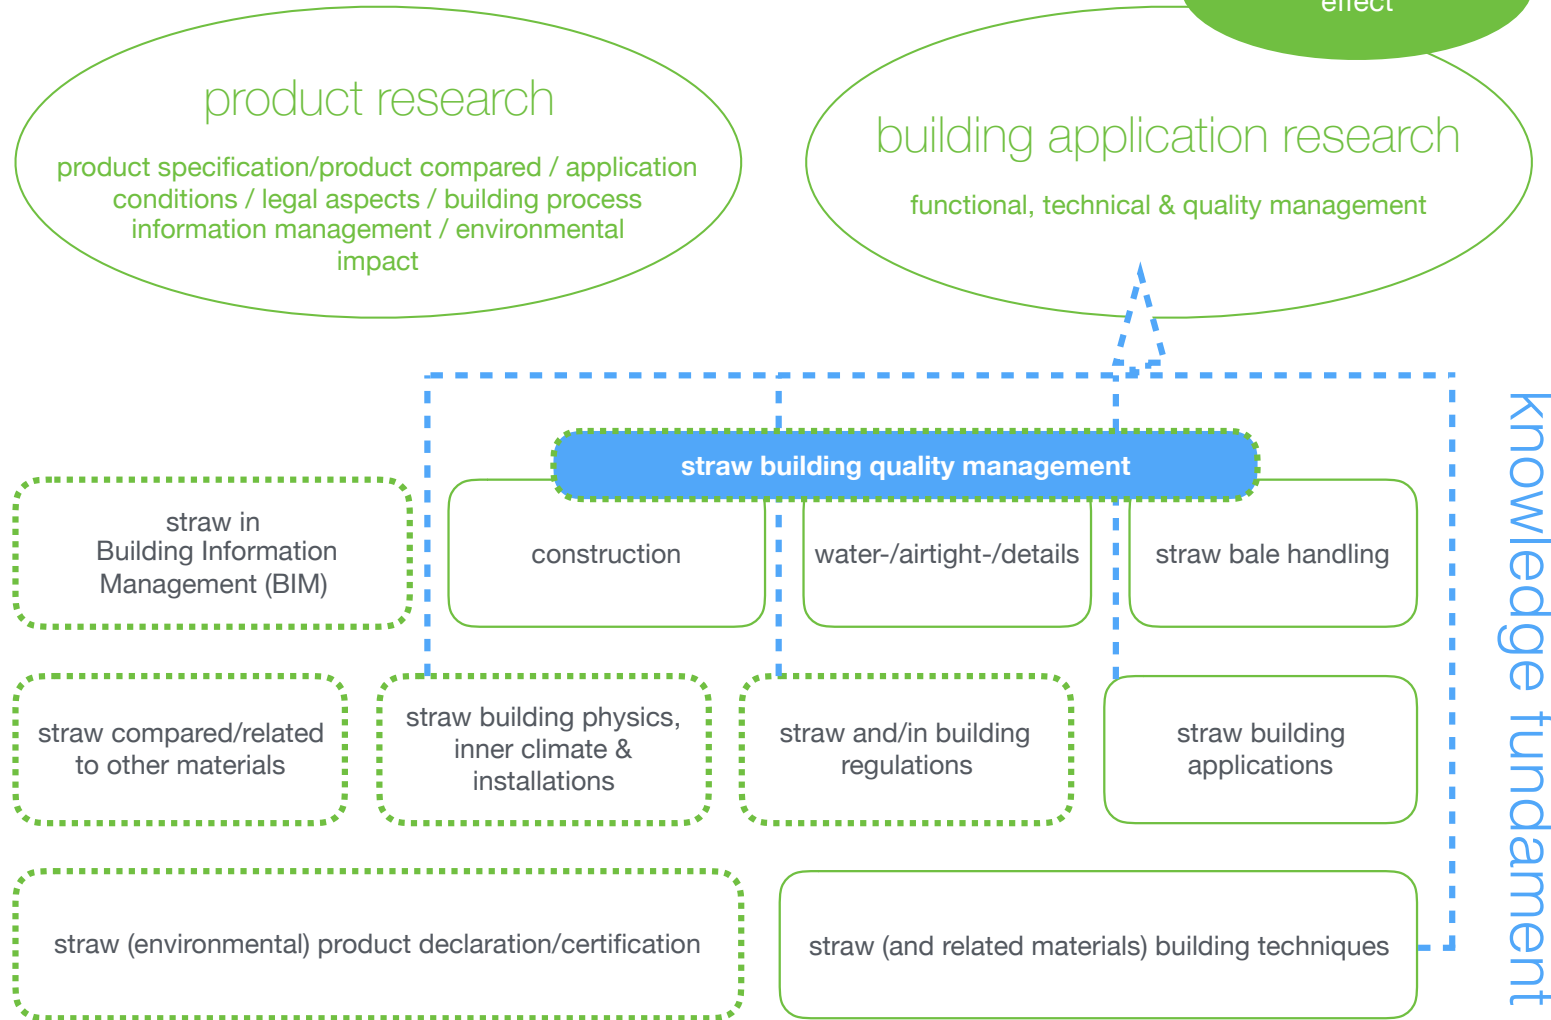 effect
product research
product specification/product compared / application
conditions / legal aspects / building process
information management / environmental
impact
building application research
functional, technical & quality management
straw building quality management
straw in
Building Information
Management (BIM)
construction
water-/airtight-/details
straw bale handling
straw compared/related
to other materials
straw building physics,
inner climate &
installations
straw and/in building
regulations
straw building
applications
straw (environmental) product declaration/certification
straw (and related materials) building techniques
knowledge fundament